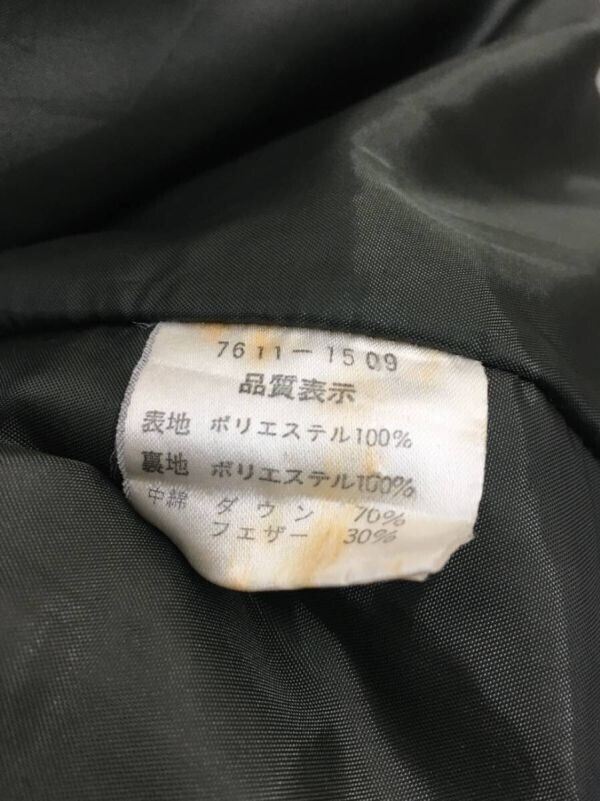 7611-1509
品質表示
表地 ポリエステル100%
裏地 ポリエステル100%
中綿 ダウン 70%
フェザー 30%